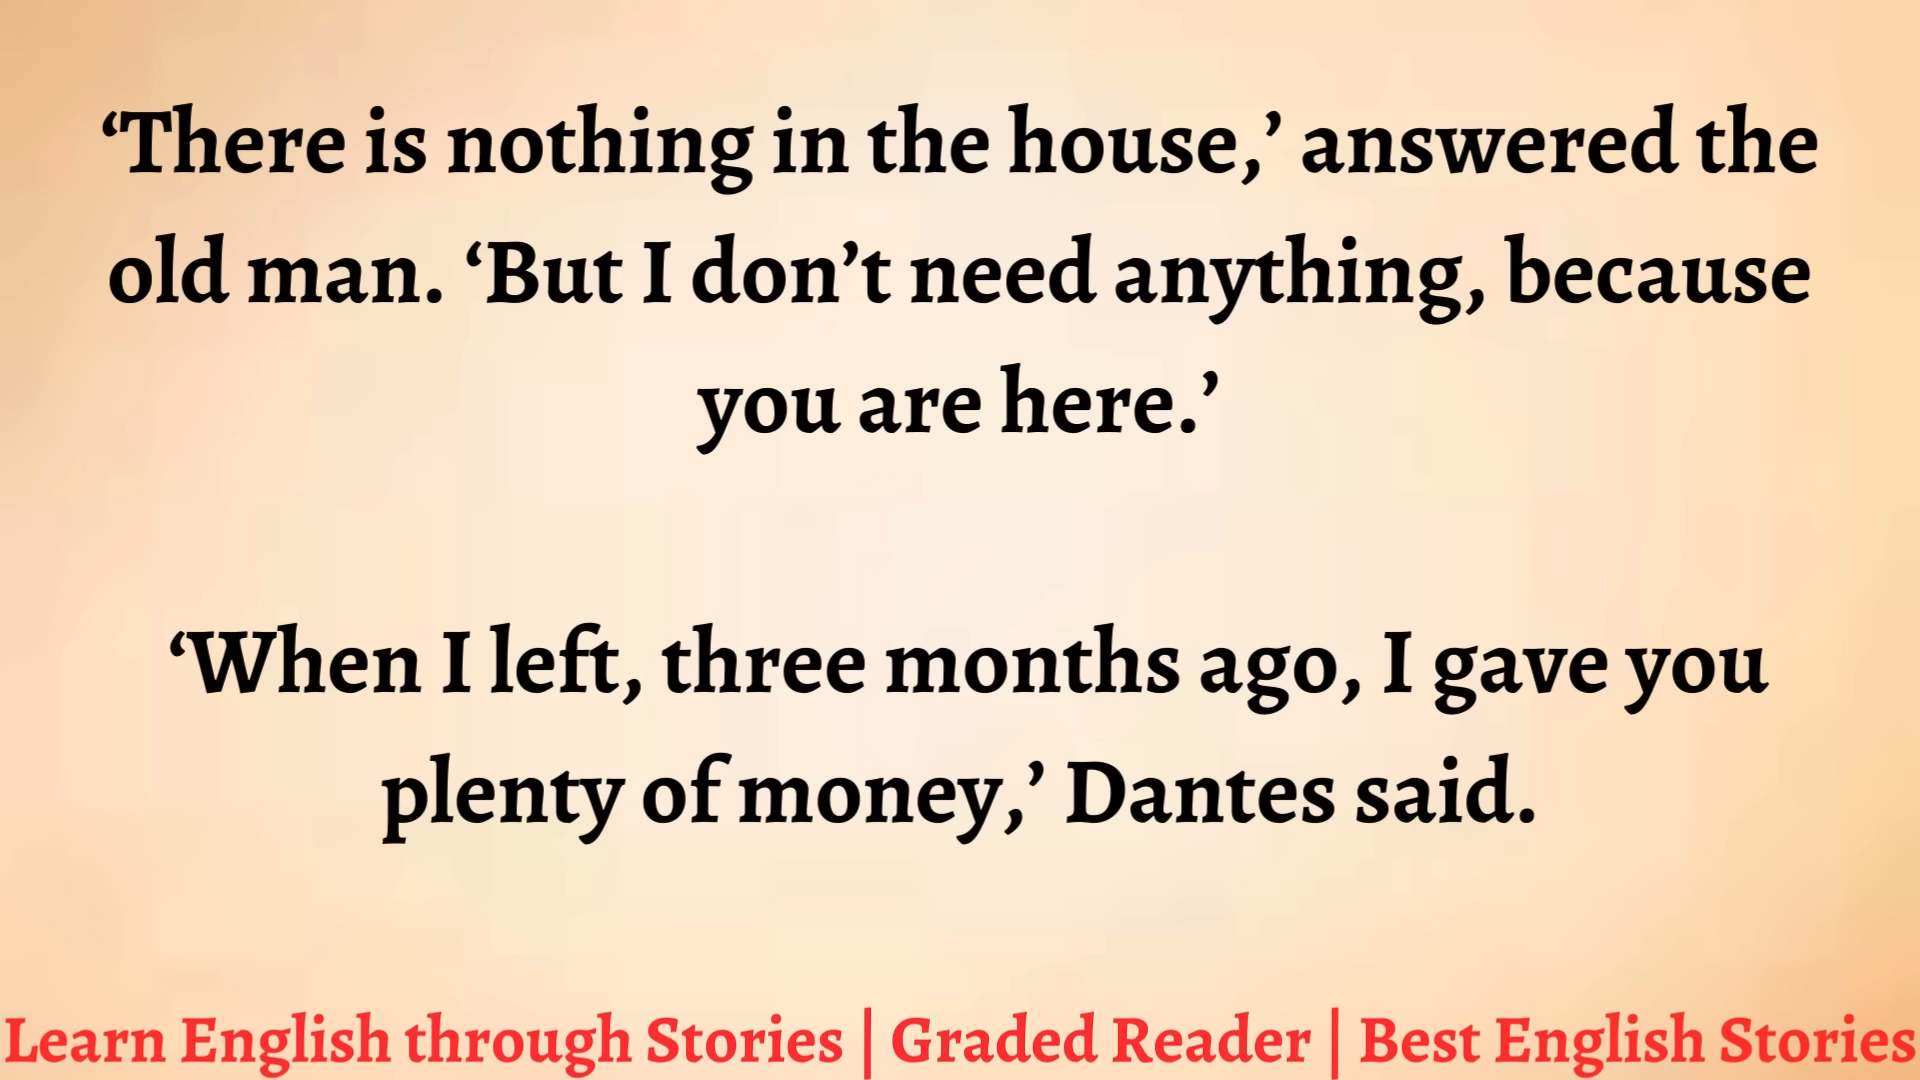 ‘There is nothing in the house,’ answered the
old man. ‘But I don’t need anything, because
you are here.’
‘When I left, three months ago, I gave you
plenty of money,’ Dantes said.
Learn English through Stories | Graded Reader | Best English Stories